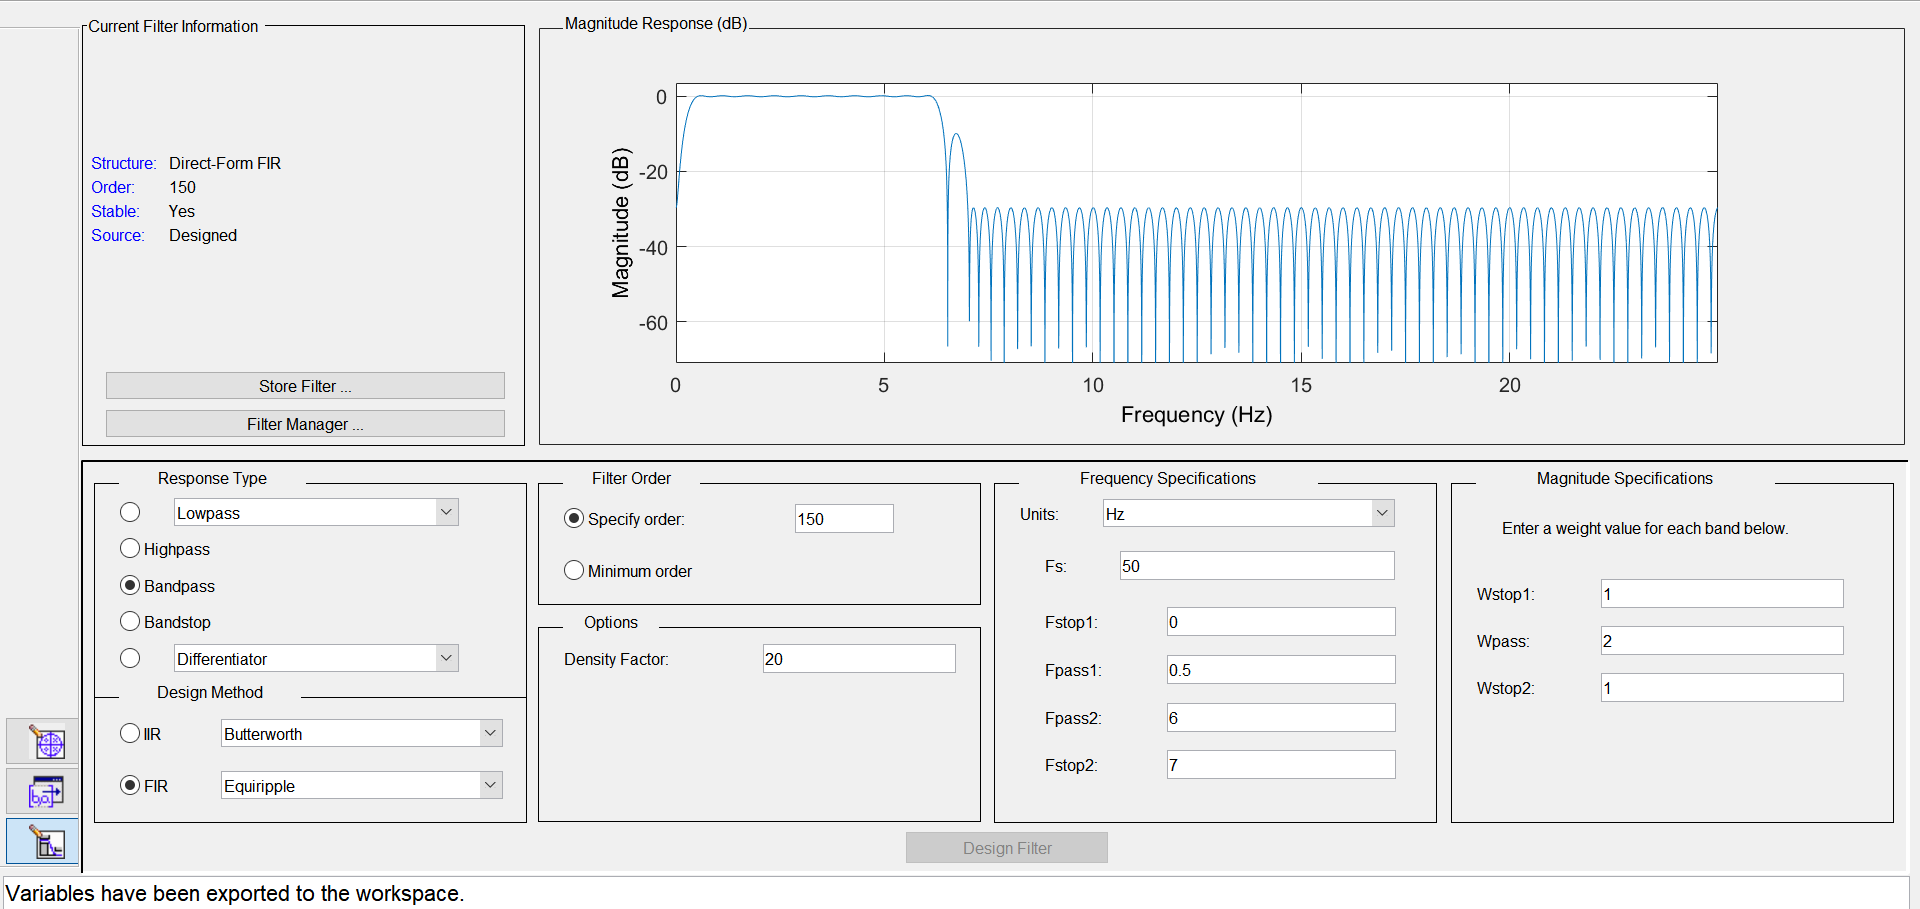 Current Filter Information
Structure: Direct-Form FIR
Order: 150
Stable: Yes
Source: Designed
Store Filter ...
Filter Manager ...
Magnitude Response (dB)
Magnitude (dB)
0
-20
-40
-60
0 5 10 15 20
Frequency (Hz)
Response Type
Lowpass
Highpass
Bandpass
Bandstop
Differentiator
Design Method
IIR Butterworth
FIR Equiripple
Filter Order
Specify order: 150
Minimum order
Options
Density Factor: 20
Frequency Specifications
Units: Hz
Fs: 50
Fstop1: 0
Fpass1: 0.5
Fpass2: 6
Fstop2: 7
Magnitude Specifications
Enter a weight value for each band below.
Wstop1: 1
Wpass: 2
Wstop2: 1
Design Filter
Variables have been exported to the workspace.